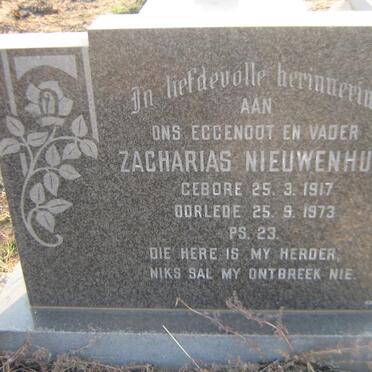 In liefdevolle herinnerin
AAN
ONS EGGENOOT EN VADER
ZACHARIAS NIEUWENHU
GEBORE 25. 3. 1917
OORLEDE 25. 9. 1973
PS. 23.
DIE HERE IS MY HERDER,
NIKS SAL MY ONTBREEK NIE.